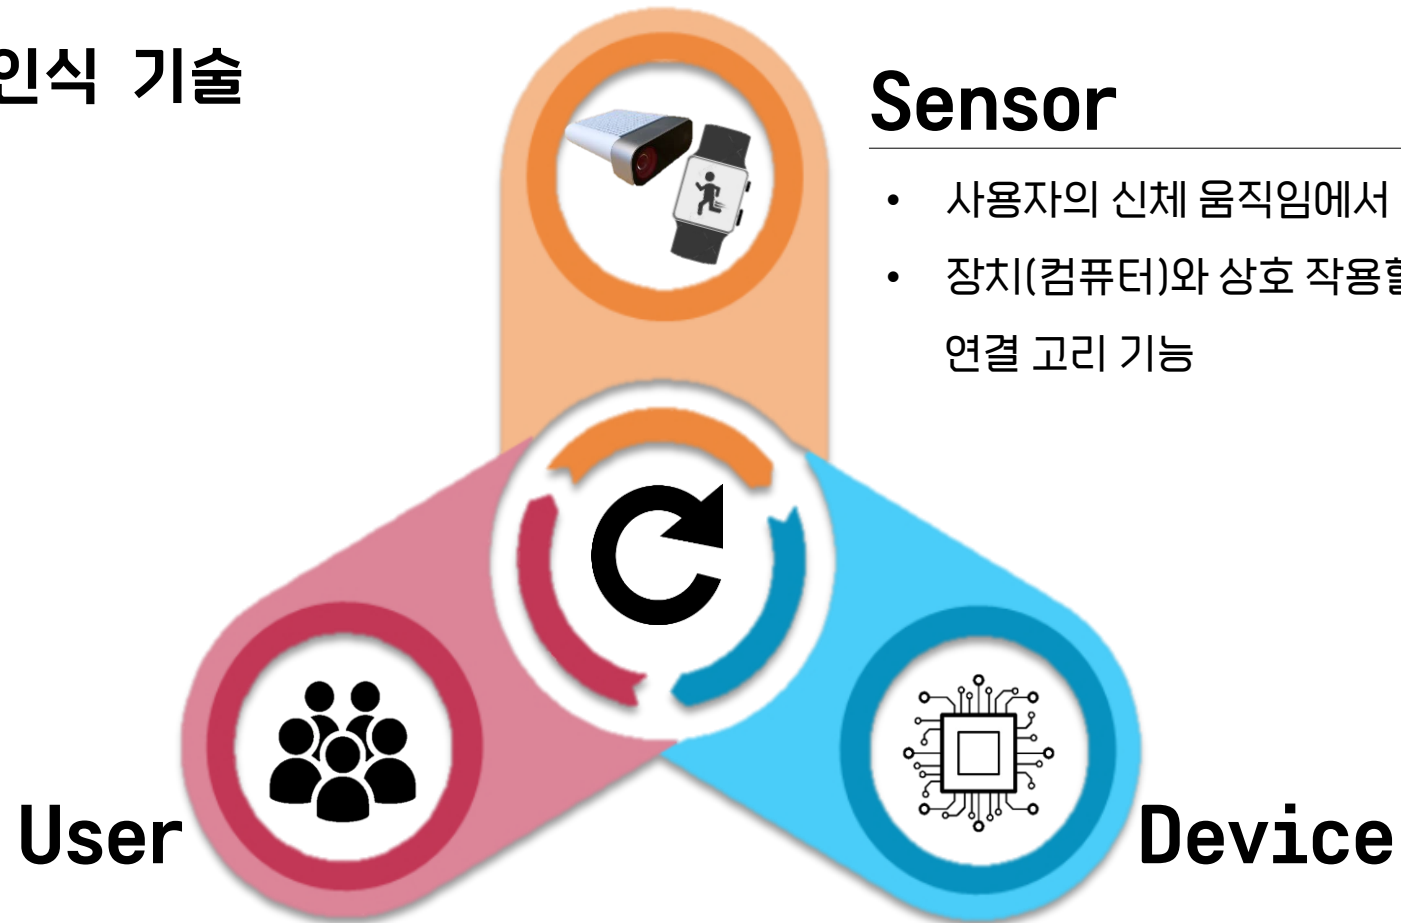 인식 기술
Sensor
• 사용자의 신체 움직임에서
• 장치(컴퓨터)와 상호 작용할
연결 고리 기능
User
Device